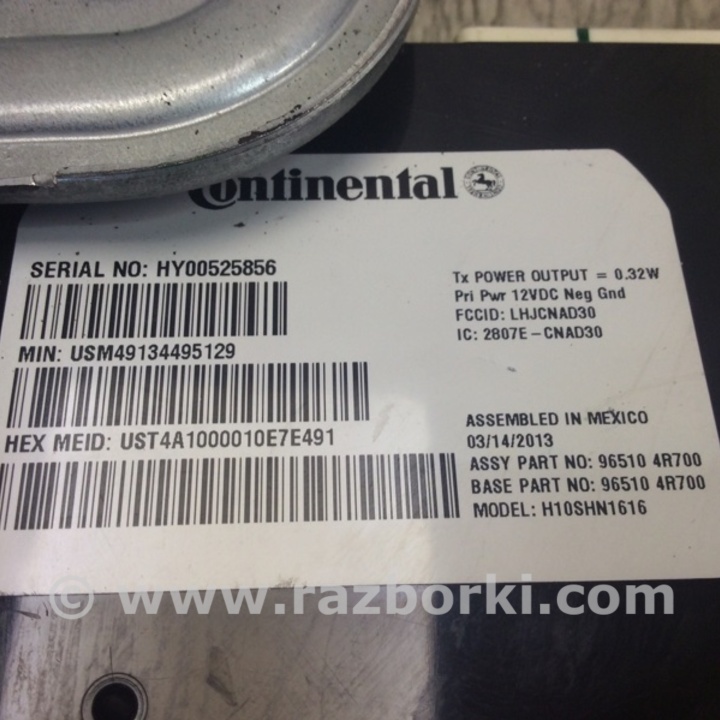 Continental
SERIAL NO: HY00525856
MIN: USM49134495129
HEX MEID: UST4A1000010E7E491
Tx POWER OUTPUT = 0.32W
Pri Pwr 12VDC Neg Gnd
FCCID: LHJCNAD30
IC: 2807E-CNAD30
ASSEMBLED IN MEXICO
03/14/2013
ASSY PART NO: 96510 4R700
BASE PART NO: 96510 4R700
MODEL: H10SHN1616
© www.razborki.com